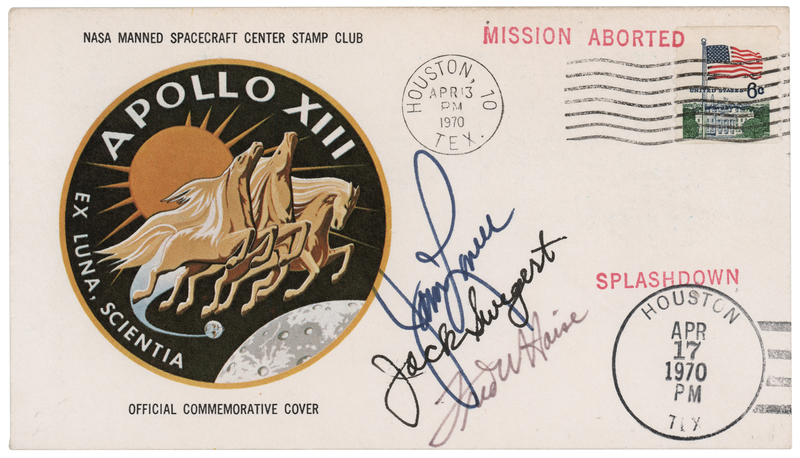 NASA MANNED SPACECRAFT CENTER STAMP CLUB
MISSION ABORTED
APOLLO XIII
EX LUNA, SCIENTIA
HOUSTON, 10
APR 13
PM
1970
TEX.
UNITED STATES 6c
Jim Lovell
Jack Swigert
Fred W Haise
SPLASHDOWN
HOUSTON
APR
17
1970
PM
TEX
OFFICIAL COMMEMORATIVE COVER